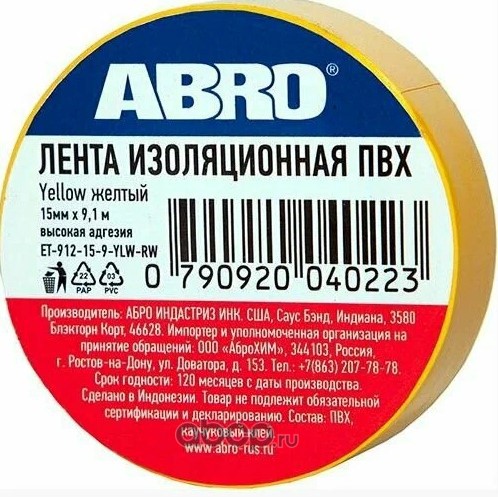 ABRO®
ЛЕНТА ИЗОЛЯЦИОННАЯ ПВХ
Yellow желтый
15мм x 9,1 м
высокая адгезия
ET-912-15-9-YLW-RW
22
PAP
03
PVC
0 790920 040223
Производитель: АБРО ИНДАСТРИЗ ИНК. США, Саус Бэнд, Индиана, 3580
Блэкторн Корт, 46628. Импортер и уполномоченная организация на
принятие обращений: ООО «АброХИМ», 344103, Россия,
г. Ростов-на-Дону, ул. Доватора, д. 153. Тел.: +7(863) 207-78-78.
Срок годности: 120 месяцев с даты производства.
Сделано в Индонезии. Товар не подлежит обязательной
сертификации и декларированию. Состав: ПВХ,
каучуковый клей.
www.abro-rus.ru